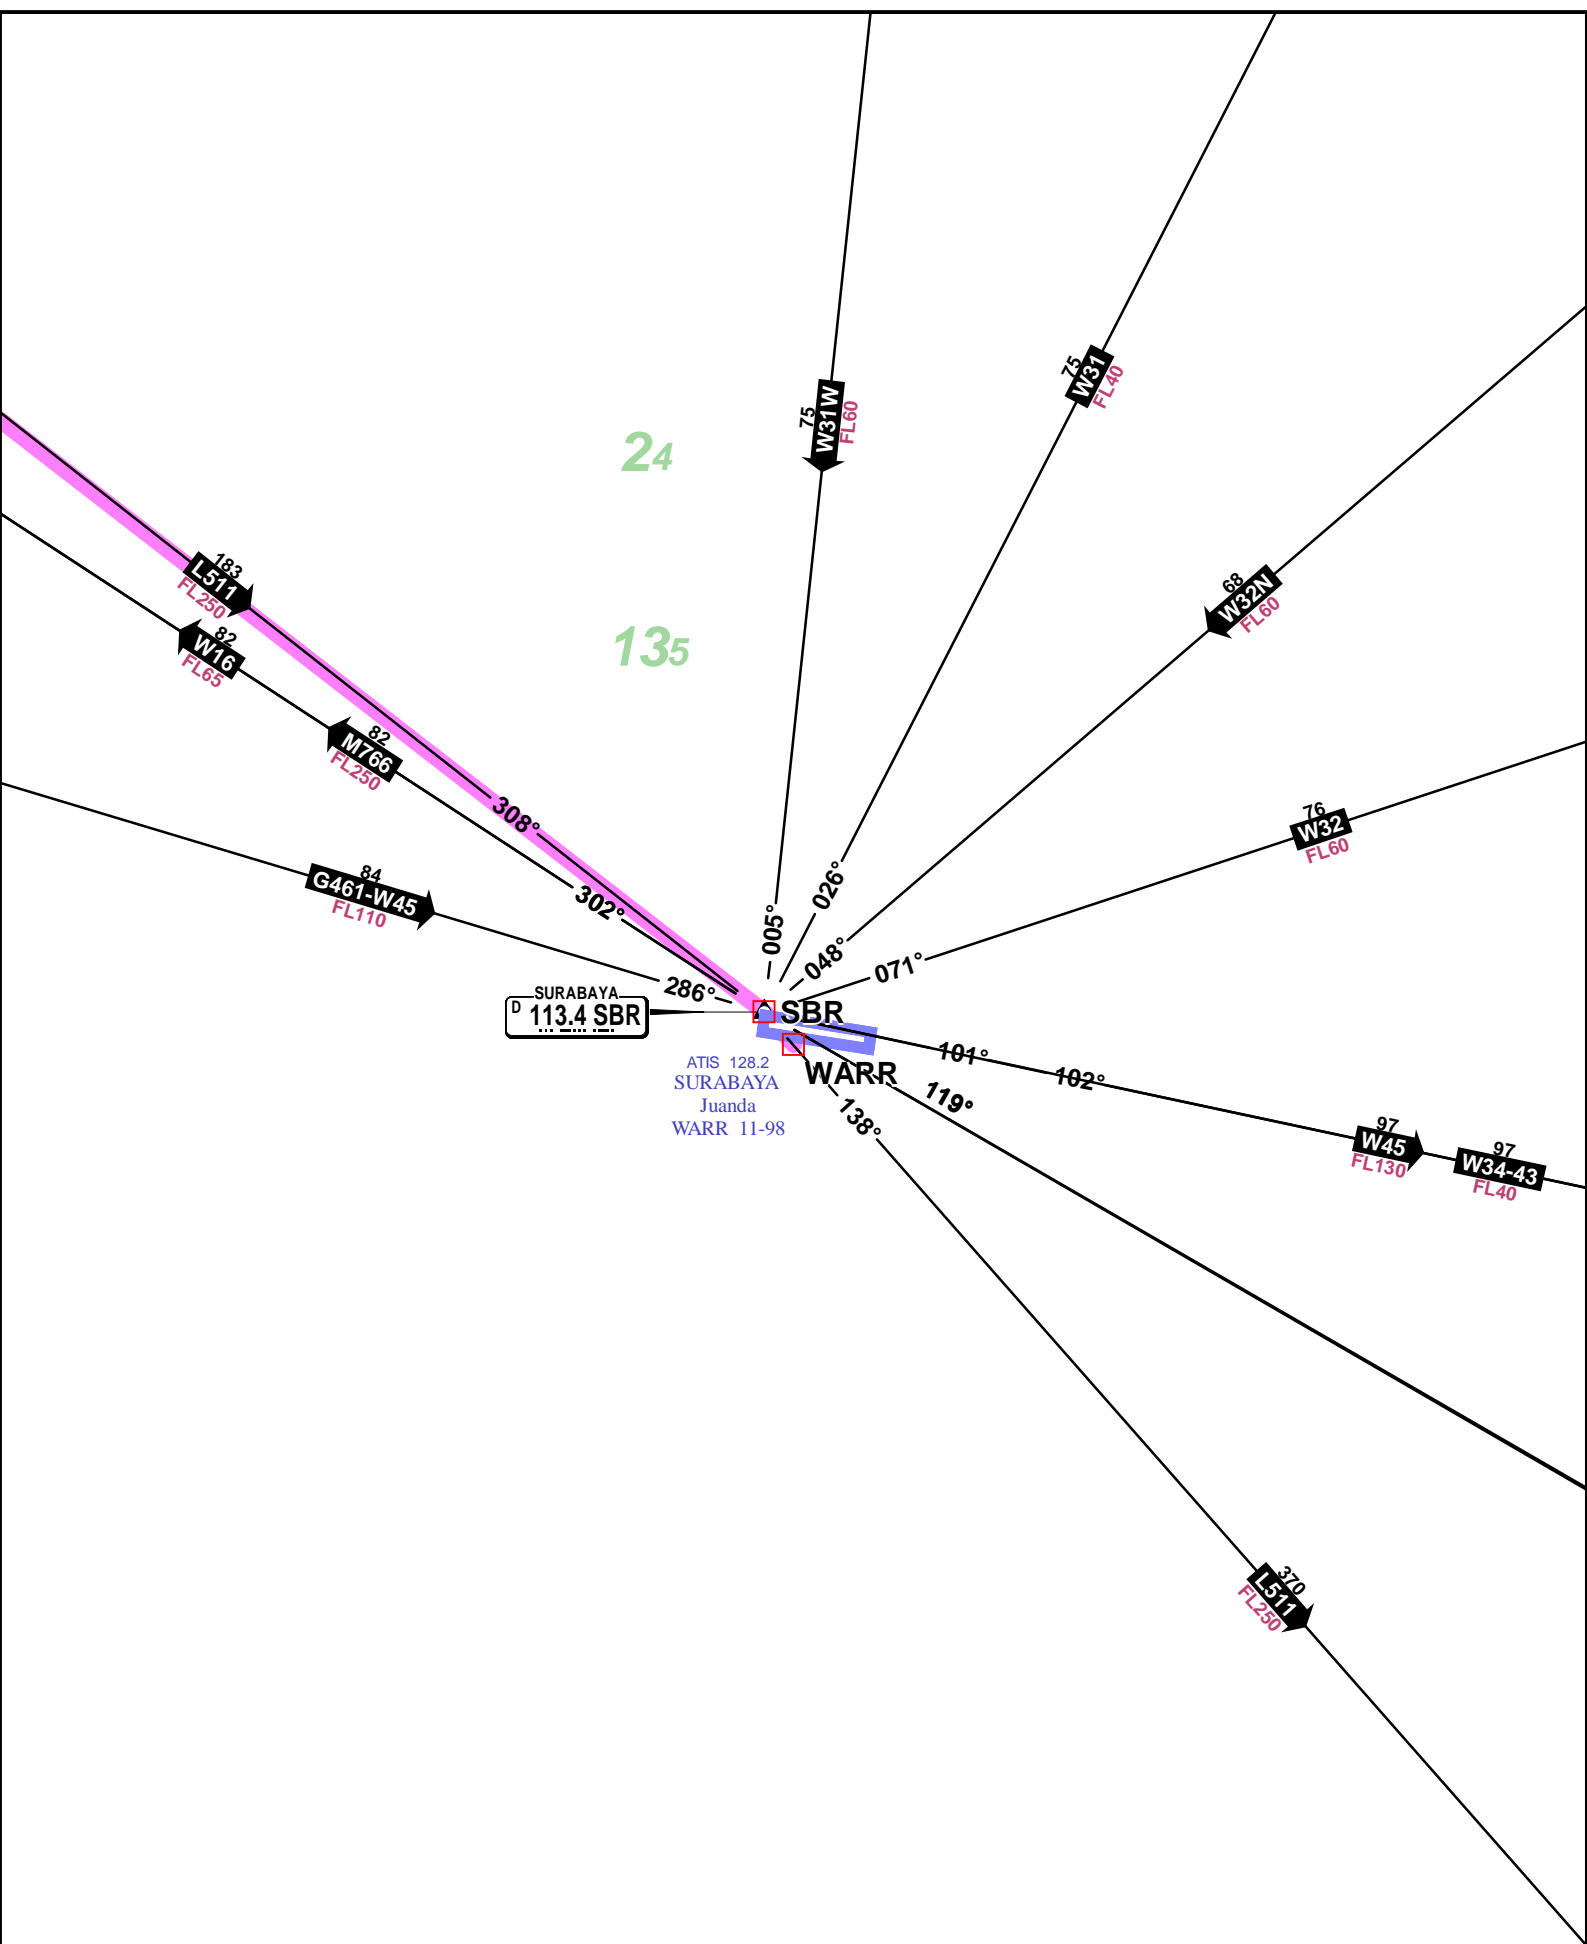 75
W31W
FL60
75
W31
FL40
24
183
L511
FL250
68
W32N
FL60
82
W16
FL65
135
82
M766
FL250
308°
76
W32
FL60
84
G461-W45
FL110
302°
026°
005°
048°
071°
286°
SURABAYA
D 113.4 SBR
SBR
101°
102°
ATIS 128.2
SURABAYA
Juanda
WARR 11-98
WARR
119°
138°
97
W45
FL130
97
W34-43
FL40
370
L511
FL250